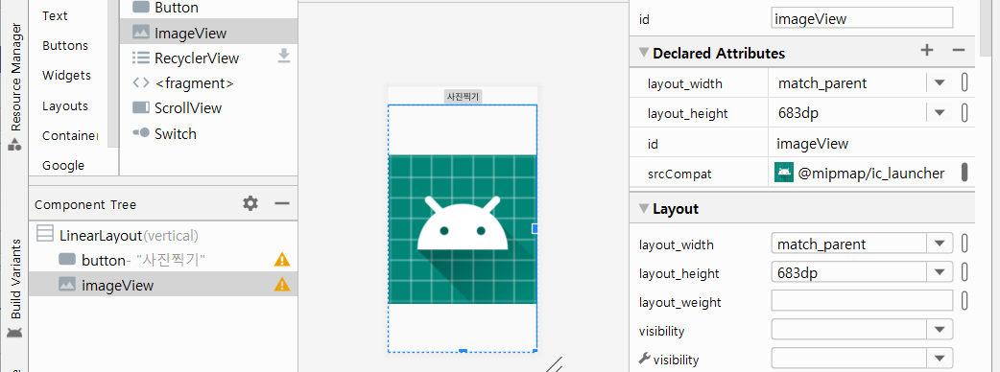 Resource Manager
Build Variants
Text
Buttons
Widgets
Layouts
Container
Google
Button
ImageView
RecyclerView
<fragment>
ScrollView
Switch
Component Tree
LinearLayout(vertical)
button- "사진찍기"
imageView
사진찍기
id imageView
Declared Attributes
layout_width match_parent
layout_height 683dp
id imageView
srcCompat @mipmap/ic_launcher
Layout
layout_width match_parent
layout_height 683dp
layout_weight
visibility
visibility